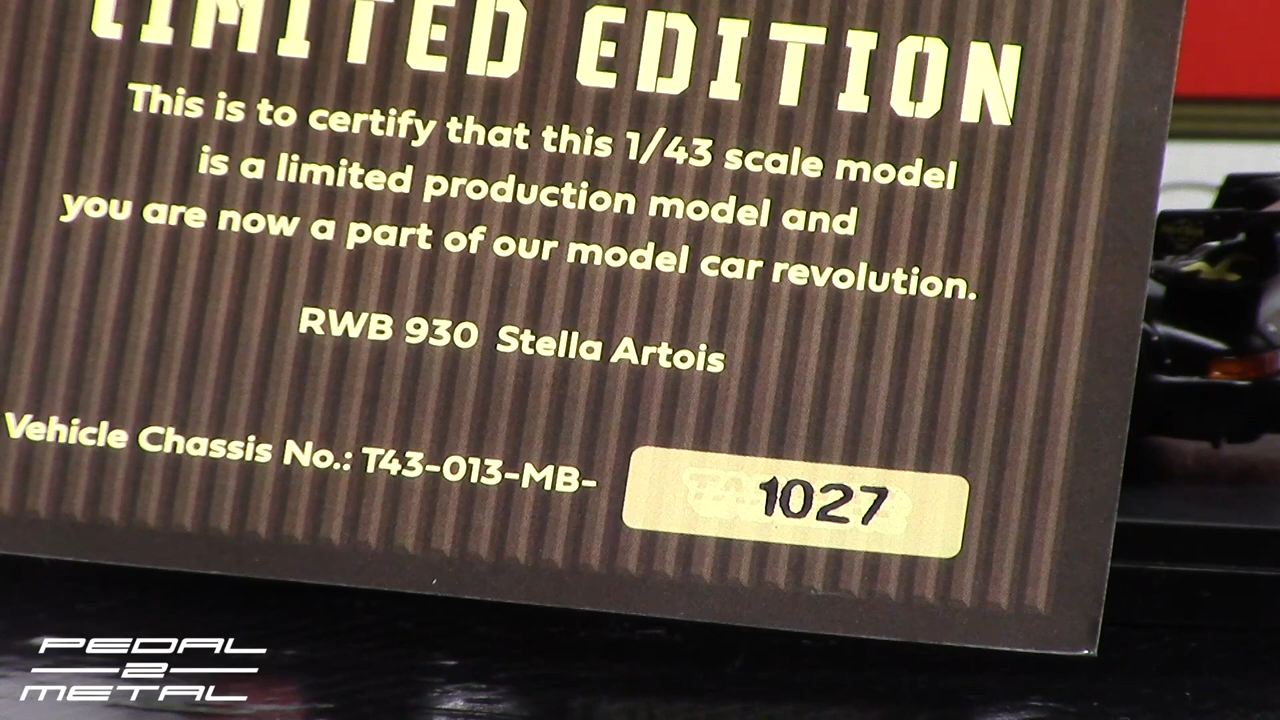 LIMITED EDITION
This is to certify that this 1/43 scale model
is a limited production model and
you are now a part of our model car revolution.
RWB 930 Stella Artois
Vehicle Chassis No.: T43-013-MB- 1027
PEDAL
2
METAL